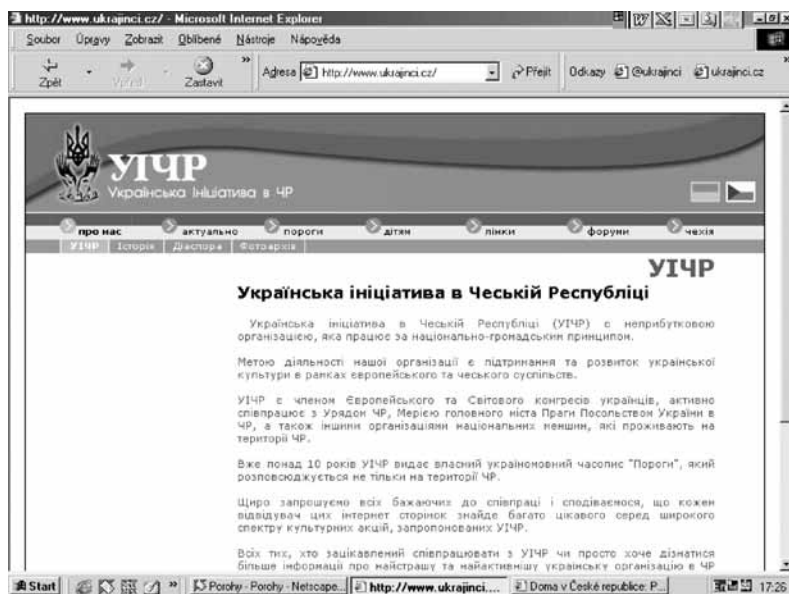 http://www.ukrajinci.cz/ - Microsoft Internet Explorer
Soubor Úpravy Zobrazit Oblíbené Nástroje Nápověda
Zpět Vpřed Zastavit » Adresa http://www.ukrajinci.cz/ Přejít Odkazy @ukrajinci ukrajinci.cz »
УІЧР
Українська Ініціатива в ЧР
про нас актуально пороги дітям лінки форуми чехія
УІЧР Історія Діаспора Фотоархів
УІЧР
Українська ініціатива в Чеській Республіці
Українська ініціатива в Чеській Республіці (УІЧР) є неприбутковою
організацією, яка працює за національно-громадським принципом.
Метою діяльності нашої організації є підтримання та розвиток української
культури в рамках європейського та чеського суспільств.
УІЧР є членом Європейського та Світового конгресів українців, активно
співпрацює з Урядом ЧР, Мерією головного міста Праги Посольством України в
ЧР, а також іншими організаціями національних меншин, які проживають на
території ЧР.
Вже понад 10 років УІЧР видає власний україномовний часопис "Пороги", який
розповсюджується не тільки на території ЧР.
Щиро запрошуємо всіх бажаючих до співпраці і сподіваємося, що кожен
відвідувач цих інтернет сторінок знайде багато цікавого серед широкого
спектру культурних акцій, запропонованих УІЧР.
Всіх тих, хто зацікавлений співпрацювати з УІЧР чи просто хоче дізнатися
більше інформації про найстрашу та найактивнішу українську організацію в ЧР
Start » Porohy - Porohy - Netscape... http://www.ukrajinci.... Doma v České republice: P... 17:26